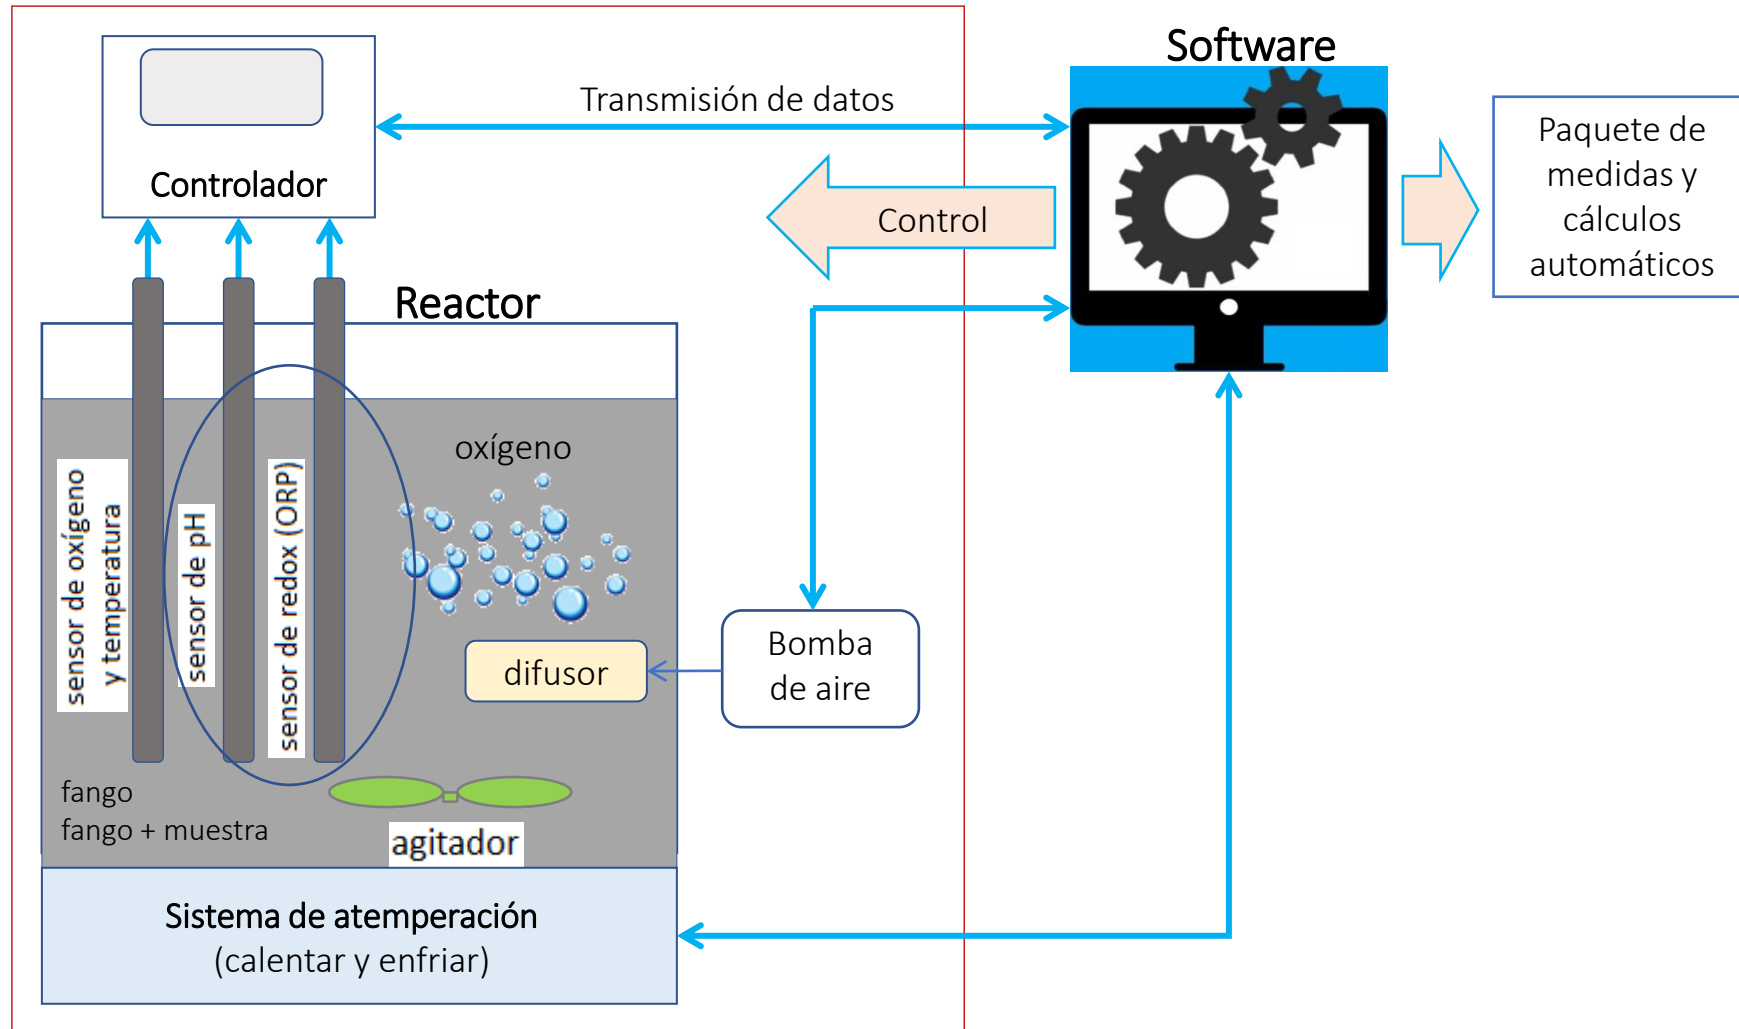 Software
Transmisión de datos
Controlador
Control
Paquete de
medidas y
cálculos
automáticos
Reactor
oxígeno
sensor de oxígeno
y temperatura
sensor de pH
sensor de redox (ORP)
difusor
Bomba
de aire
fango
fango + muestra
agitador
Sistema de atemperación
(calentar y enfriar)